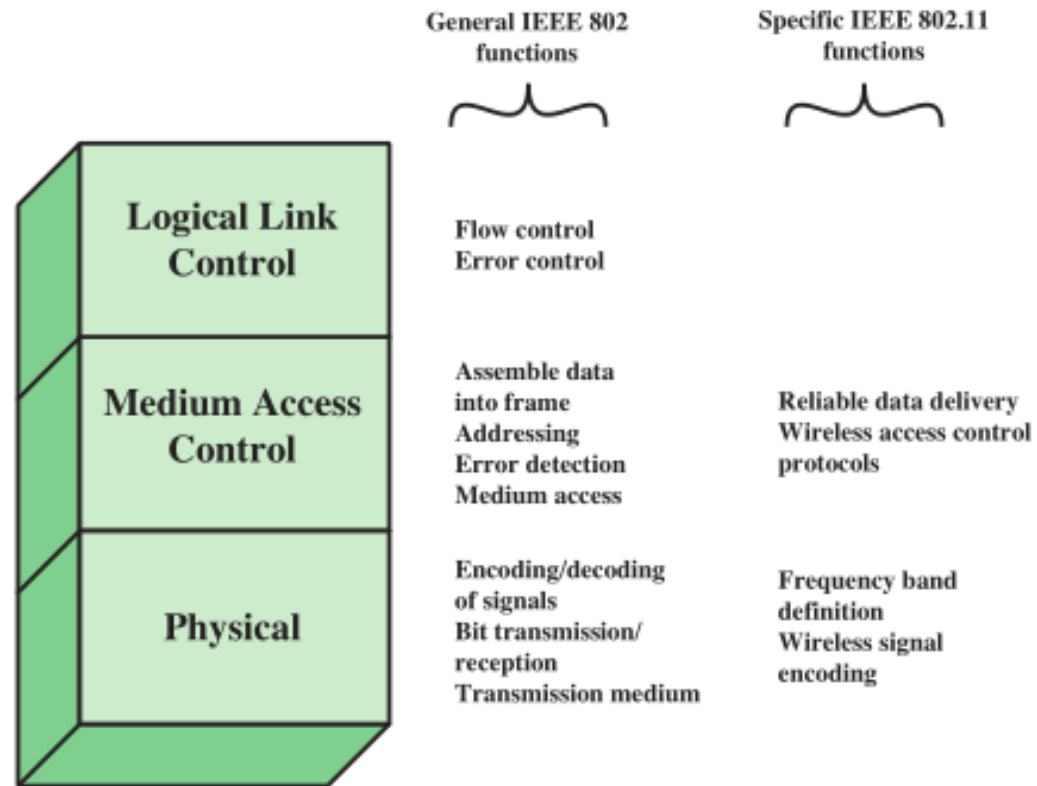 General IEEE 802
functions
Specific IEEE 802.11
functions
Logical Link
Control
Flow control
Error control
Medium Access
Control
Assemble data
into frame
Addressing
Error detection
Medium access
Reliable data delivery
Wireless access control
protocols
Physical
Encoding/decoding
of signals
Bit transmission/
reception
Transmission medium
Frequency band
definition
Wireless signal
encoding